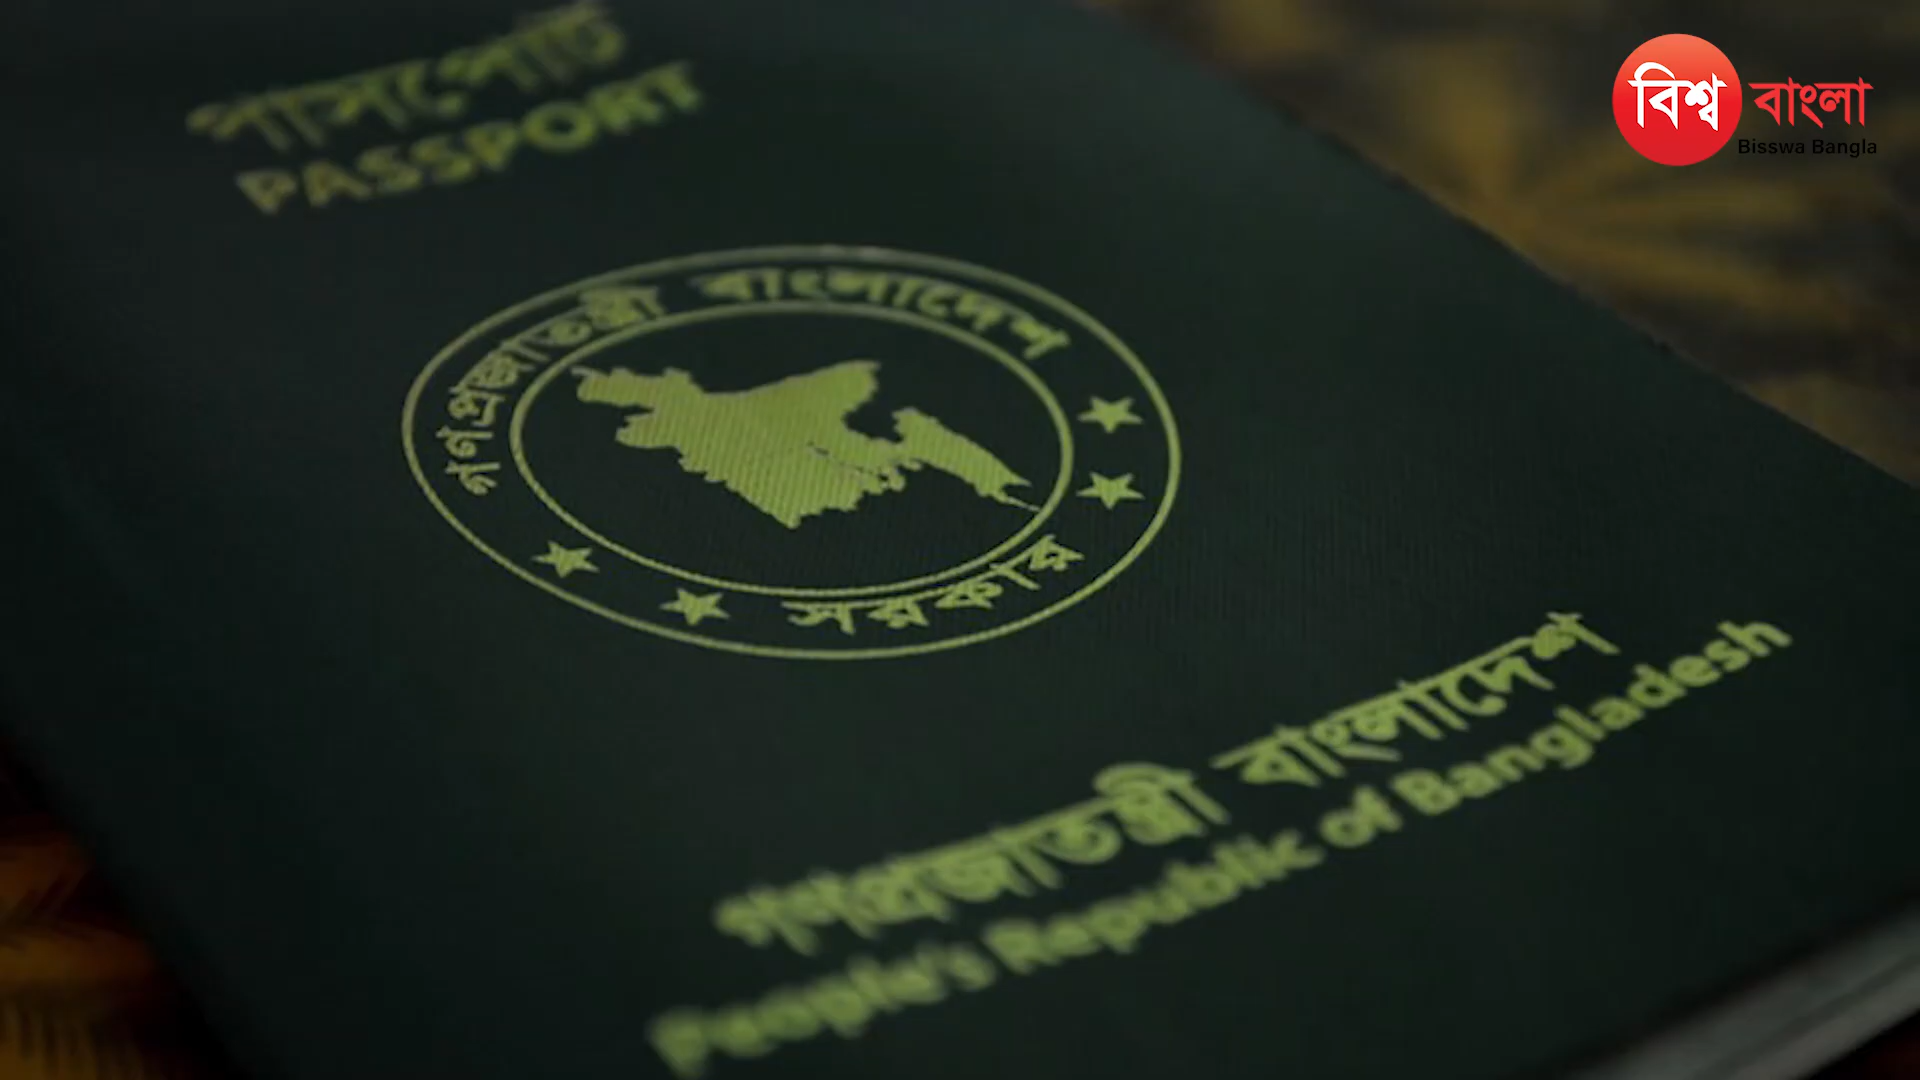 পাসপোর্ট
PASSPORT
বিশ্ব বাংলা
Bisswa Bangla
গণপ্রজাতন্ত্রী বাংলাদেশ
সরকার
গণপ্রজাতন্ত্রী বাংলাদেশ
People's Republic of Bangladesh